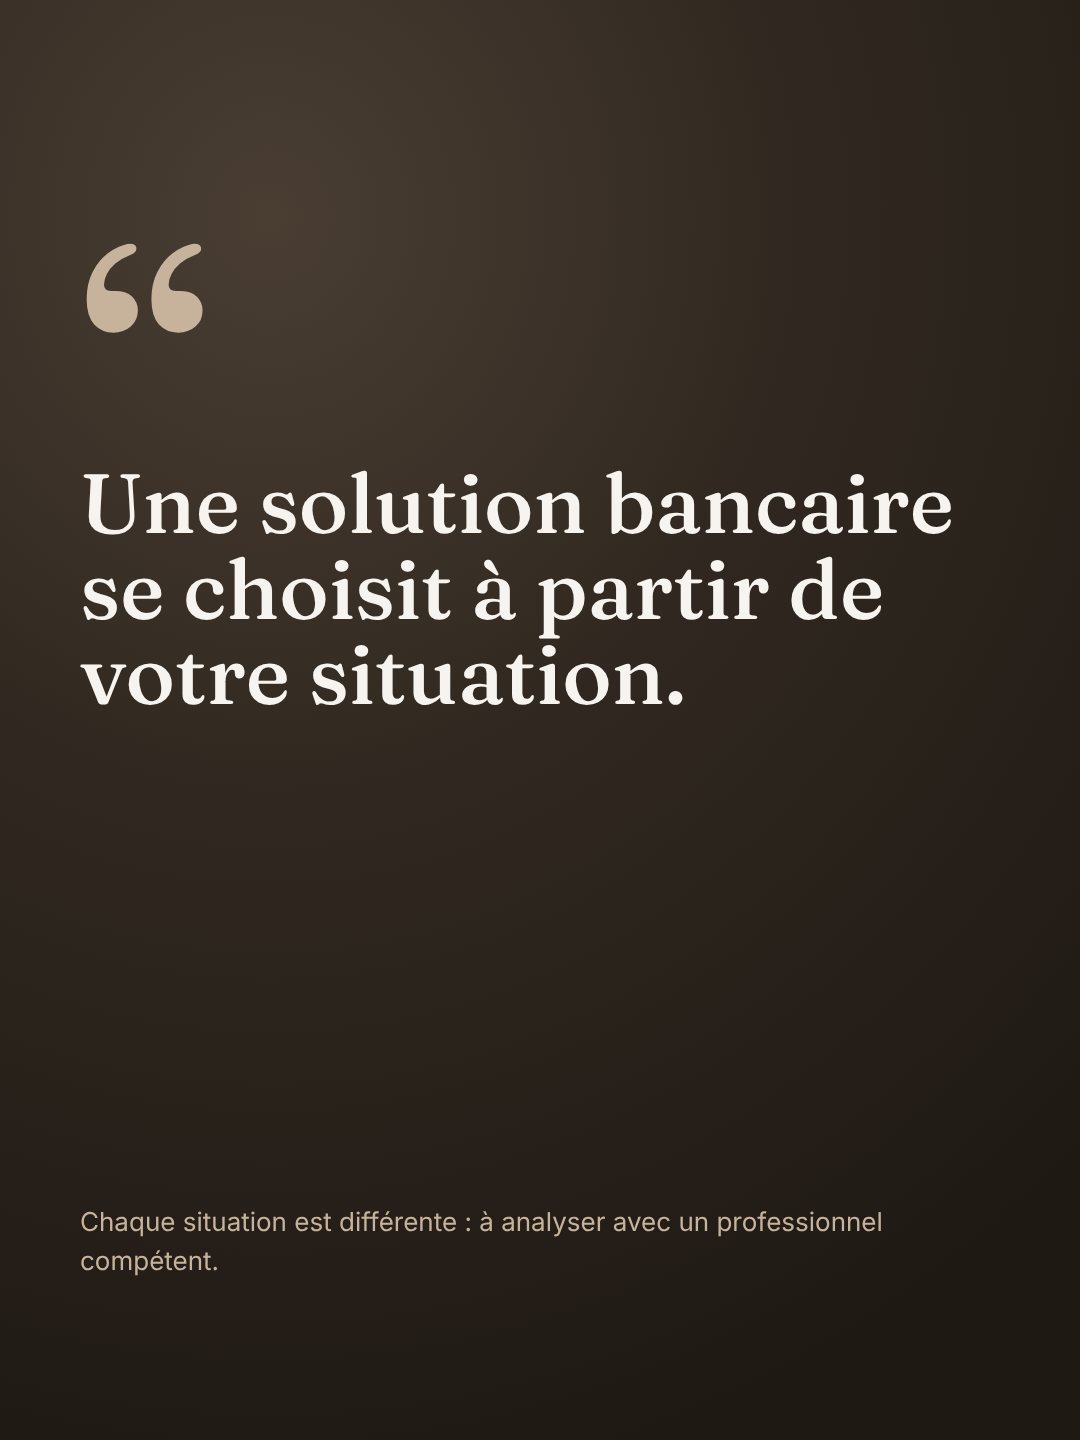 “
Une solution bancaire
se choisit à partir de
votre situation.
Chaque situation est différente : à analyser avec un professionnel
compétent.